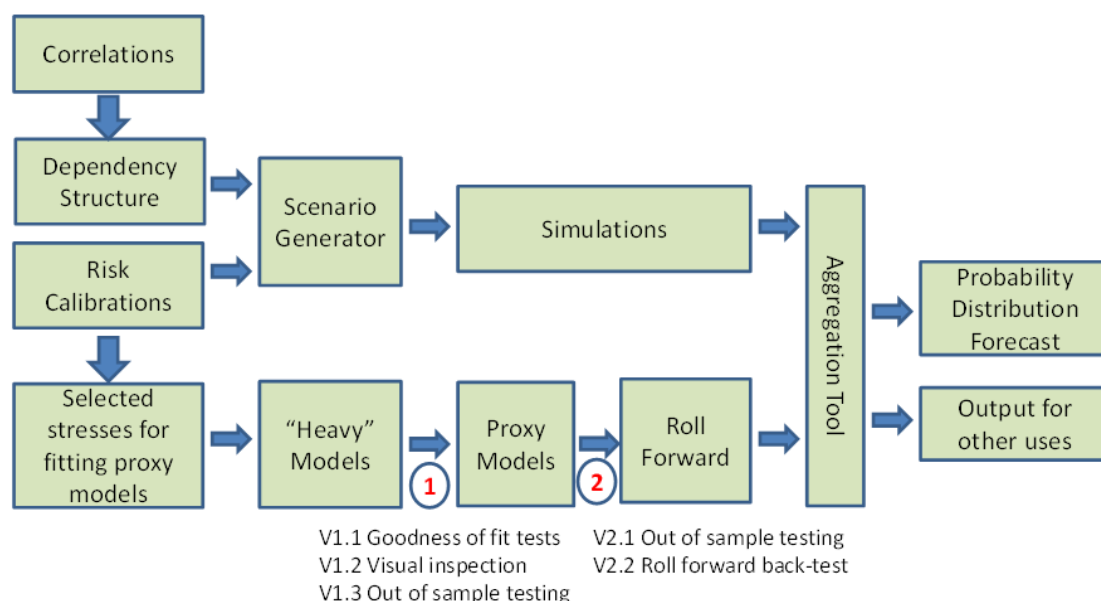 Correlations
Dependency
Structure
Risk
Calibrations
Scenario
Generator
Simulations
Aggregation Tool
Probability
Distribution
Forecast
Output for
other uses
Selected
stresses for
fitting proxy
models
“Heavy”
Models
Proxy
Models
Roll
Forward
1
2
V1.1 Goodness of fit tests
V1.2 Visual inspection
V1.3 Out of sample testing
V2.1 Out of sample testing
V2.2 Roll forward back-test